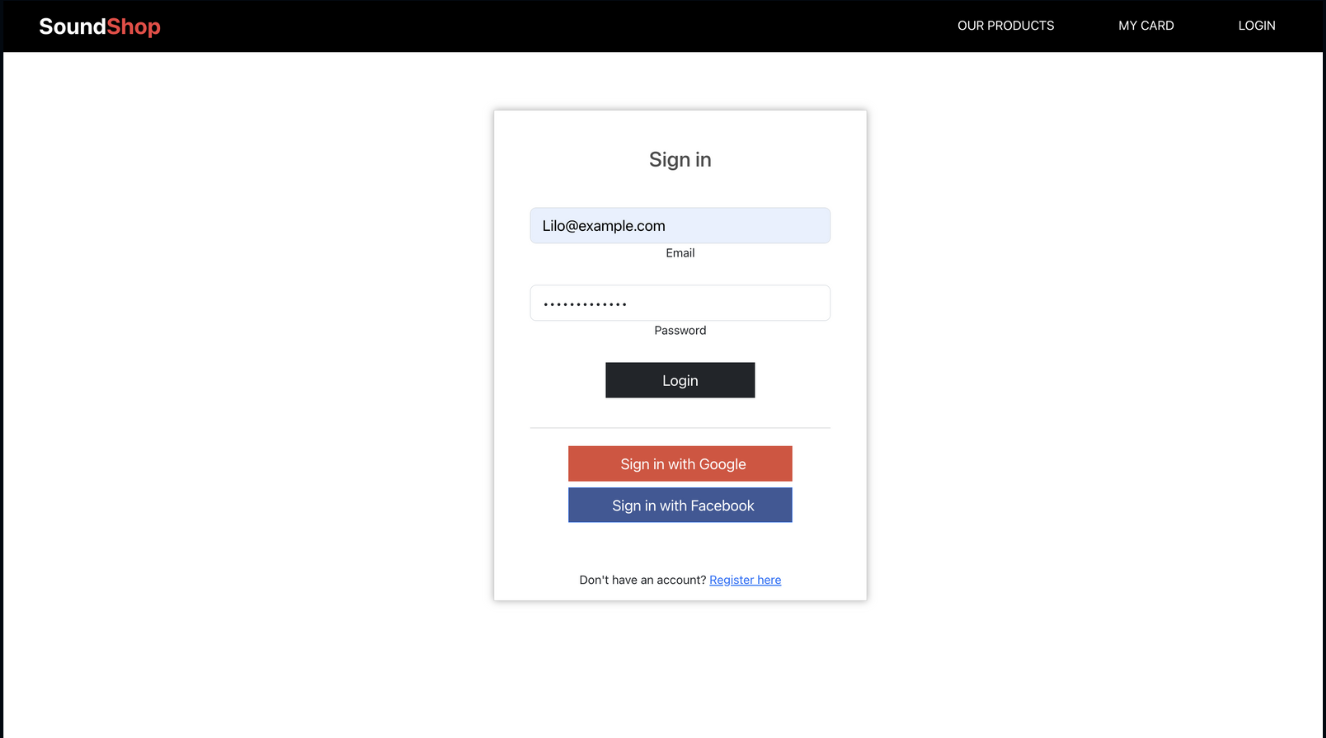 SoundShop
OUR PRODUCTS
MY CARD
LOGIN
Sign in
Lilo@example.com
Email
•••••••••••••
Password
Login
Sign in with Google
Sign in with Facebook
Don't have an account? Register here